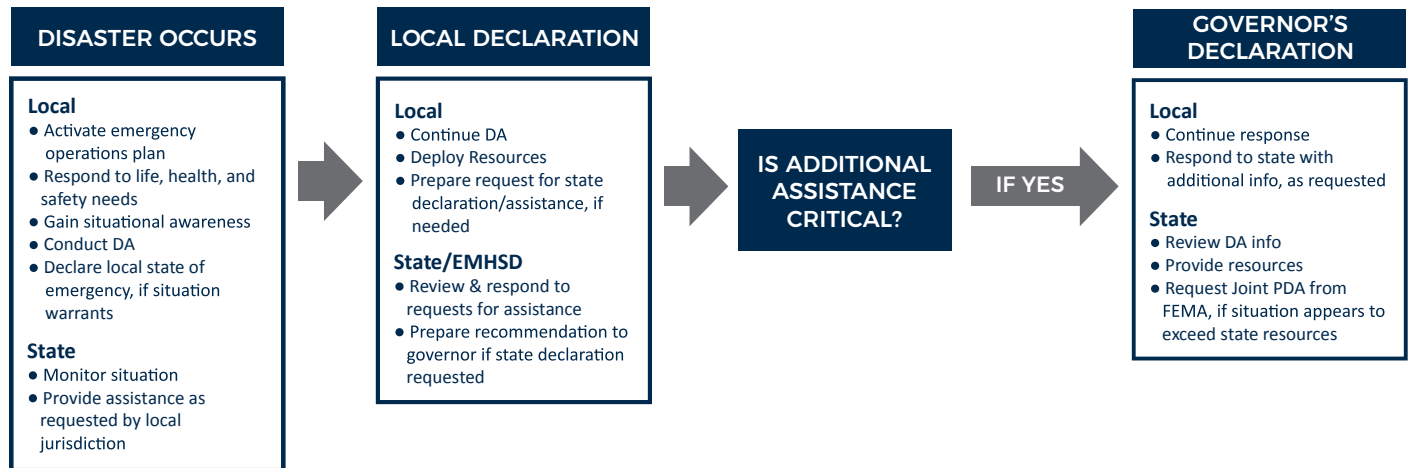 DISASTER OCCURS
Local
● Activate emergency
operations plan
● Respond to life, health, and
safety needs
● Gain situational awareness
● Conduct DA
● Declare local state of
emergency, if situation
warrants
State
● Monitor situation
● Provide assistance as
requested by local
jurisdiction
LOCAL DECLARATION
Local
● Continue DA
● Deploy Resources
● Prepare request for state
declaration/assistance, if
needed
State/EMHSD
● Review & respond to
requests for assistance
● Prepare recommendation to
governor if state declaration
requested
IS ADDITIONAL
ASSISTANCE
CRITICAL?
IF YES
GOVERNOR'S
DECLARATION
Local
● Continue response
● Respond to state with
additional info, as requested
State
● Review DA info
● Provide resources
● Request Joint PDA from
FEMA, if situation appears to
exceed state resources